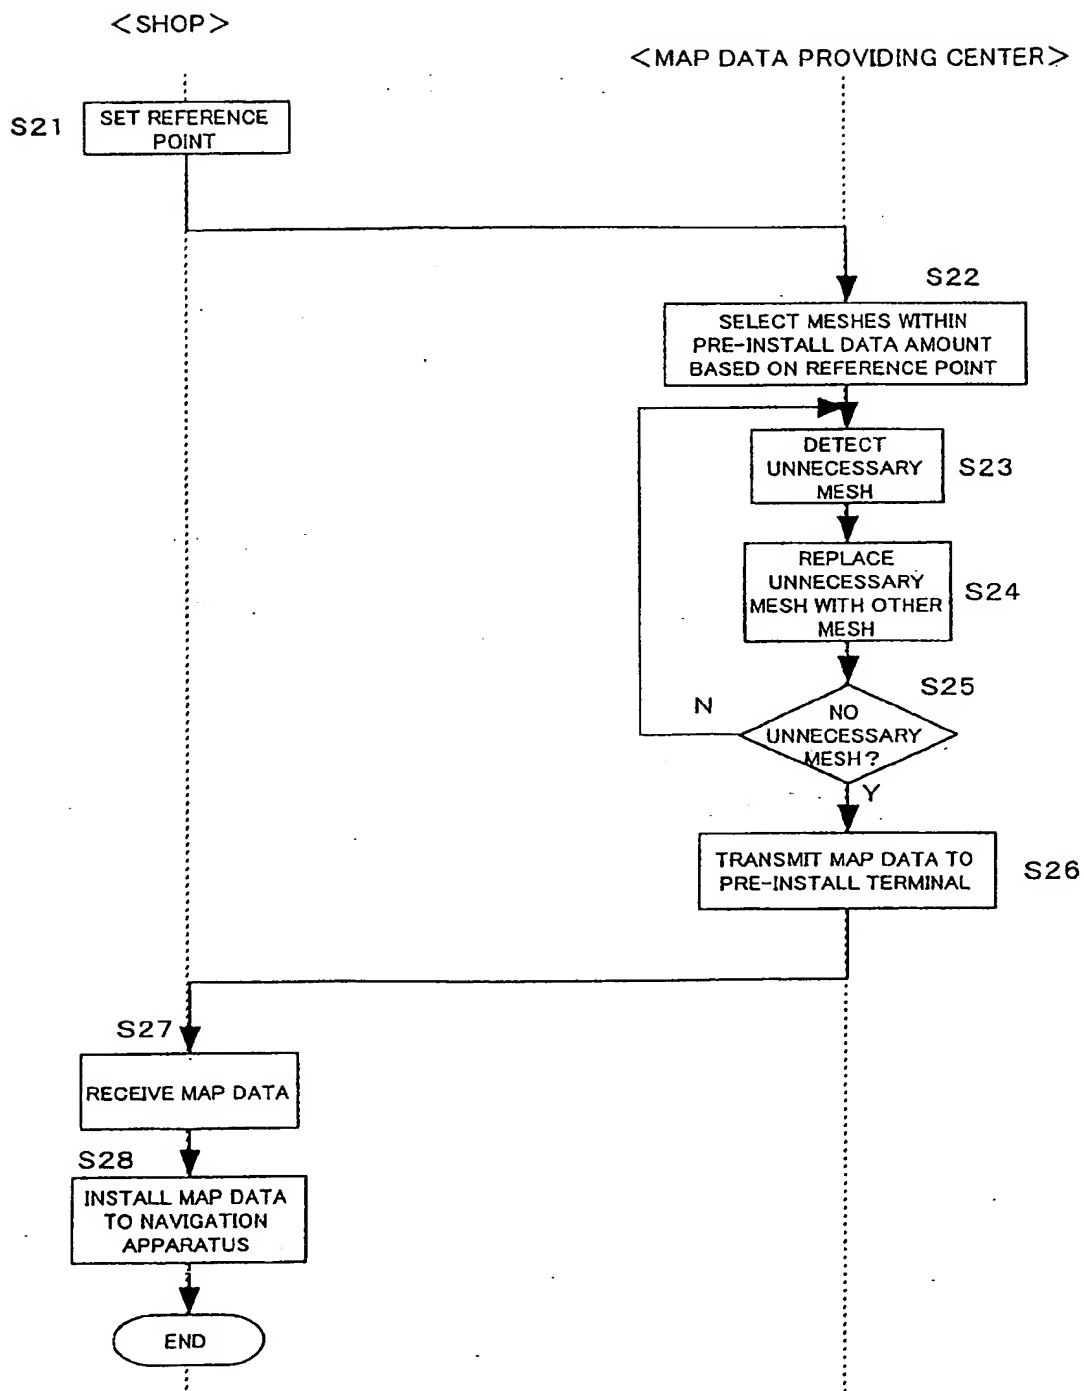 <SHOP>
<MAP DATA PROVIDING CENTER>
S21
SET REFERENCE
POINT
S22
SELECT MESHES WITHIN
PRE-INSTALL DATA AMOUNT
BASED ON REFERENCE POINT
DETECT
UNNECESSARY
MESH
S23
REPLACE
UNNECESSARY
MESH WITH OTHER
MESH
S24
S25
N
NO
UNNECESSARY
MESH?
Y
TRANSMIT MAP DATA TO
PRE-INSTALL TERMINAL
S26
S27
RECEIVE MAP DATA
S28
INSTALL MAP DATA
TO NAVIGATION
APPARATUS
END